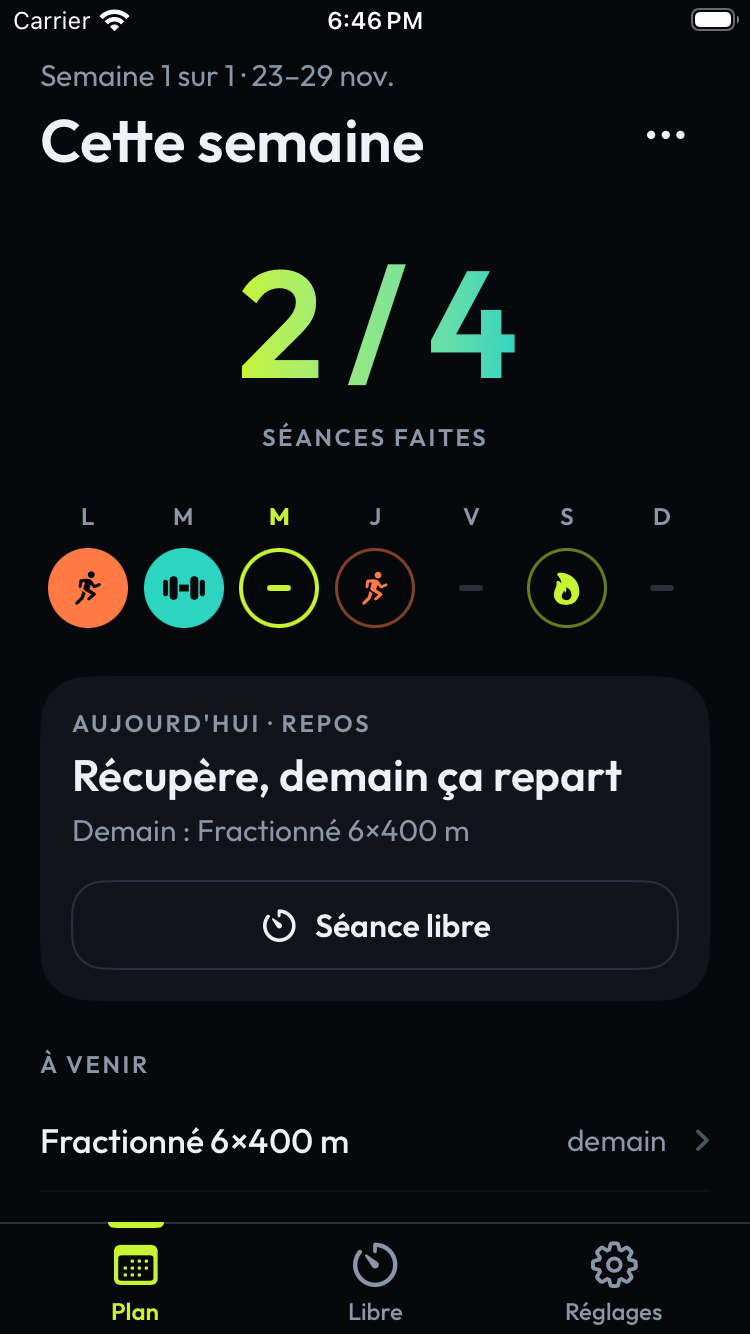 Carrier 6:46 PM
Semaine 1 sur 1 · 23–29 nov.
Cette semaine
2/4
SÉANCES FAITES
L M M J V S D
AUJOURD'HUI · REPOS
Récupère, demain ça repart
Demain : Fractionné 6×400 m
Séance libre
À VENIR
Fractionné 6×400 m demain
Plan Libre Réglages